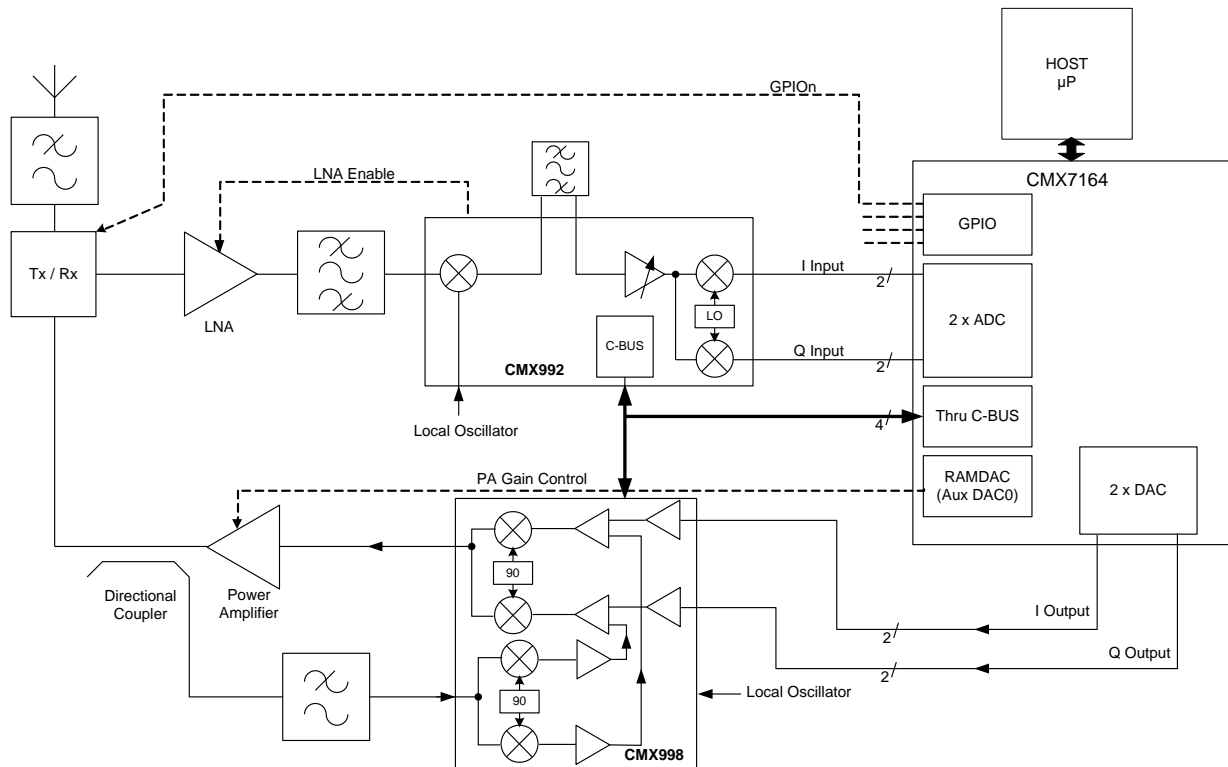 HOST
µP
GPIOn
CMX7164
LNA Enable
GPIO
Tx / Rx
I Input
2
LNA
LO
2 x ADC
C-BUS
Q Input
2
CMX992
Local Oscillator
4
Thru C-BUS
PA Gain Control
RAMDAC
(Aux DAC0)
2 x DAC
90
Directional
Coupler
Power
Amplifier
I Output
2
Q Output
2
90
Local Oscillator
CMX998